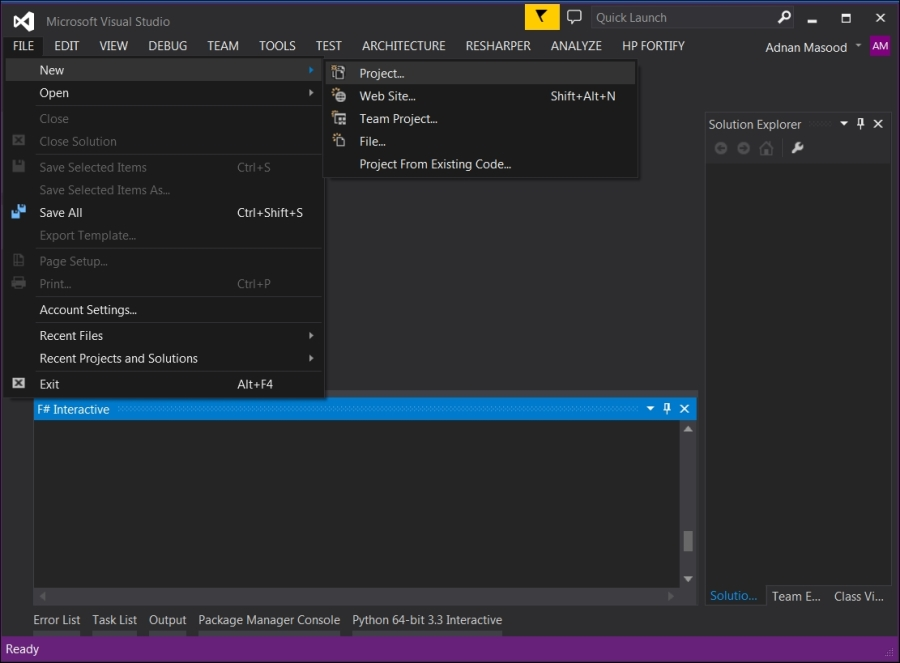 Microsoft Visual Studio
Quick Launch
FILE EDIT VIEW DEBUG TEAM TOOLS TEST ARCHITECTURE RESHARPER ANALYZE HP FORTIFY
Adnan Masood AM
New
Open
Close
Close Solution
Save Selected Items Ctrl+S
Save Selected Items As...
Save All Ctrl+Shift+S
Export Template...
Page Setup...
Print... Ctrl+P
Account Settings...
Recent Files
Recent Projects and Solutions
Exit Alt+F4
Project...
Web Site... Shift+Alt+N
Team Project...
File...
Project From Existing Code...
Solution Explorer
F# Interactive
Solutio... Team E... Class Vi...
Error List Task List Output Package Manager Console Python 64-bit 3.3 Interactive
Ready